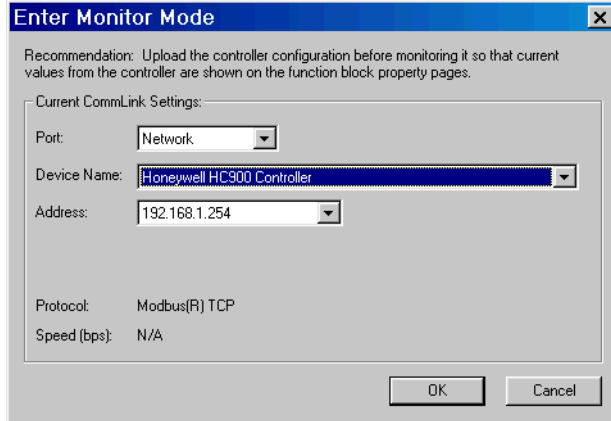 Enter Monitor Mode
Recommendation: Upload the controller configuration before monitoring it so that current
values from the controller are shown on the function block property pages.
Current CommLink Settings:
Port: Network
Device Name: Honeywell HC900 Controller
Address: 192.168.1.254
Protocol: Modbus(R) TCP
Speed (bps): N/A
OK Cancel